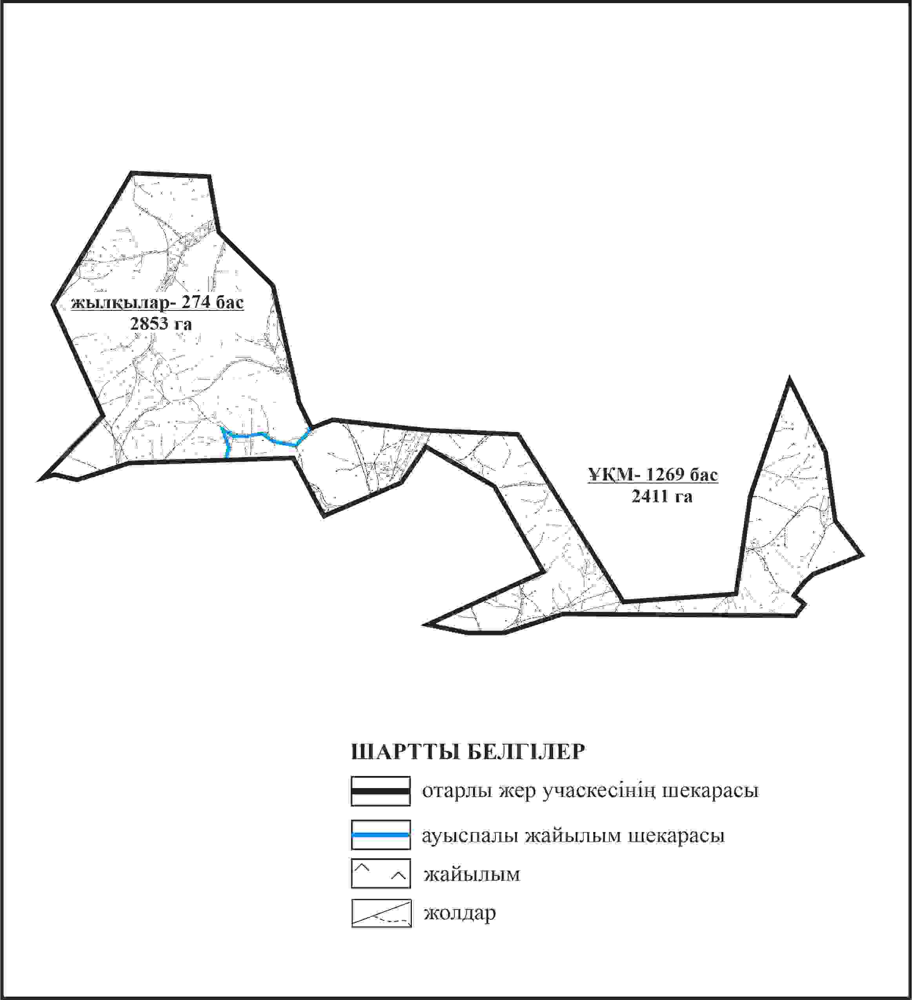 жылқылар- 274 бас
2853 га
ҰҚМ- 1269 бас
2411 га
ШАРТТЫ БЕЛГІЛЕР
отарлы жер учаскесінің шекарасы
ауыспалы жайылым шекарасы
жайылым
жолдар